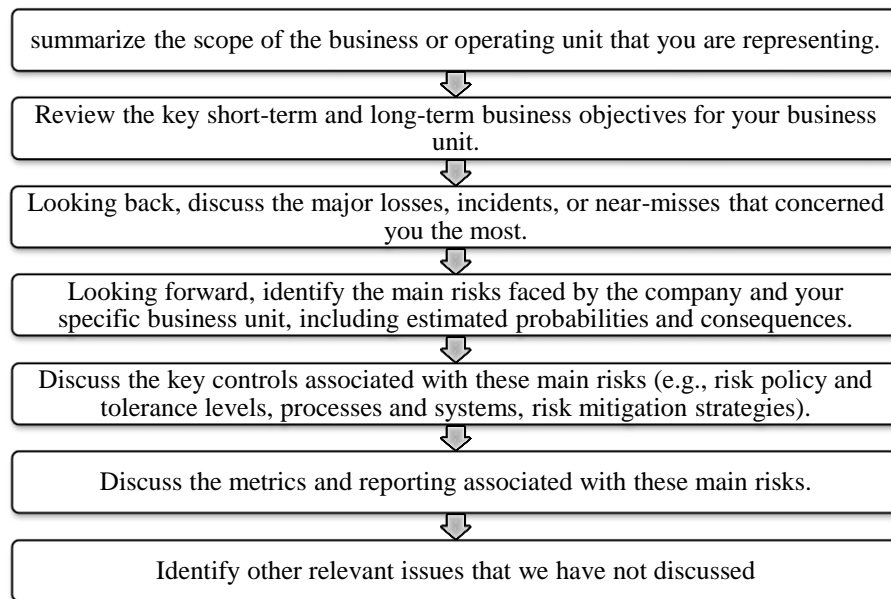 summarize the scope of the business or operating unit that you are representing.
Review the key short-term and long-term business objectives for your business
unit.
Looking back, discuss the major losses, incidents, or near-misses that concerned
you the most.
Looking forward, identify the main risks faced by the company and your
specific business unit, including estimated probabilities and consequences.
Discuss the key controls associated with these main risks (e.g., risk policy and
tolerance levels, processes and systems, risk mitigation strategies).
Discuss the metrics and reporting associated with these main risks.
Identify other relevant issues that we have not discussed